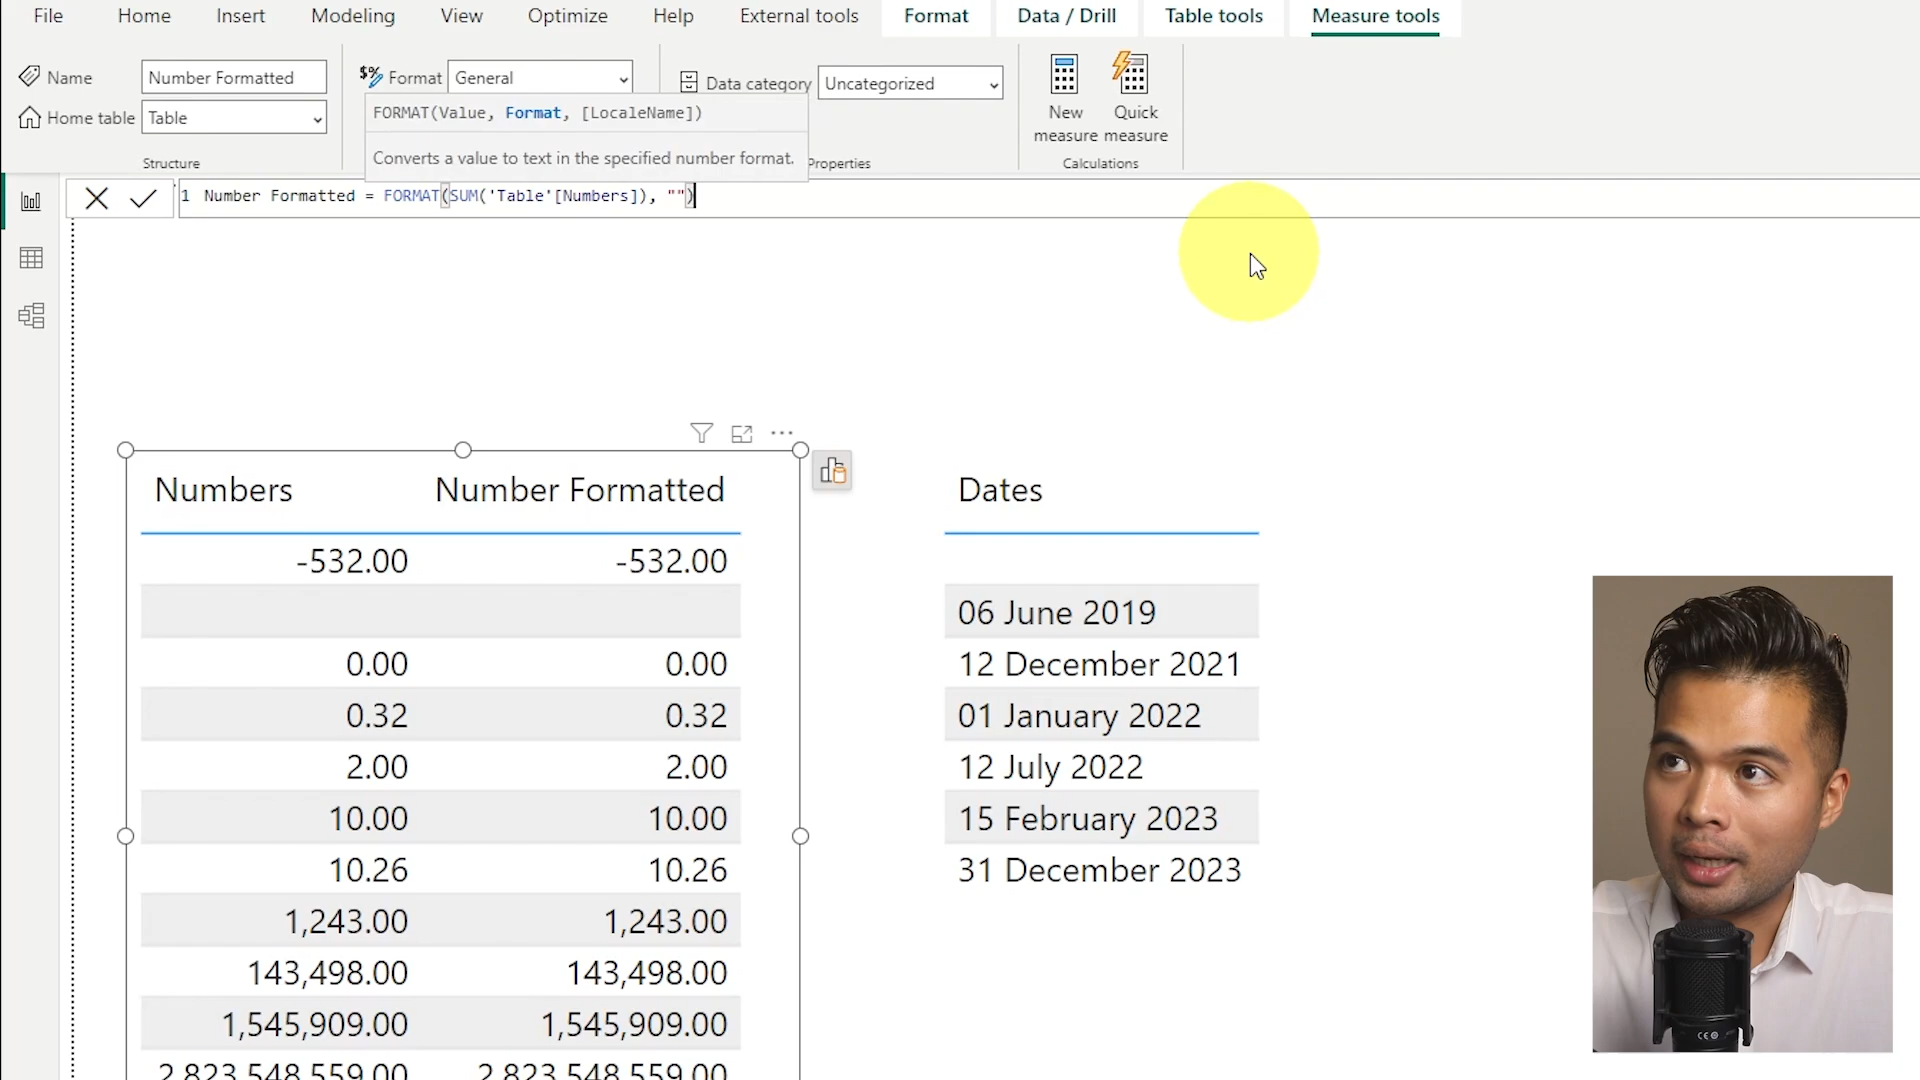 File Home Insert Modeling View Optimize Help External tools Format Data / Drill Table tools Measure tools
Name Number Formatted
Home table Table
Structure
$% Format General
FORMAT(Value, Format, [LocaleName])
Converts a value to text in the specified number format.
Data category Uncategorized
Properties
New measure
Quick measure
Calculations
1 Number Formatted = FORMAT(SUM('Table'[Numbers]), "")
Numbers Number Formatted
-532.00 -532.00
0.00 0.00
0.32 0.32
2.00 2.00
10.00 10.00
10.26 10.26
1,243.00 1,243.00
143,498.00 143,498.00
1,545,909.00 1,545,909.00
2,823,548,559.00 2,823,548,559.00
Dates
06 June 2019
12 December 2021
01 January 2022
12 July 2022
15 February 2023
31 December 2023